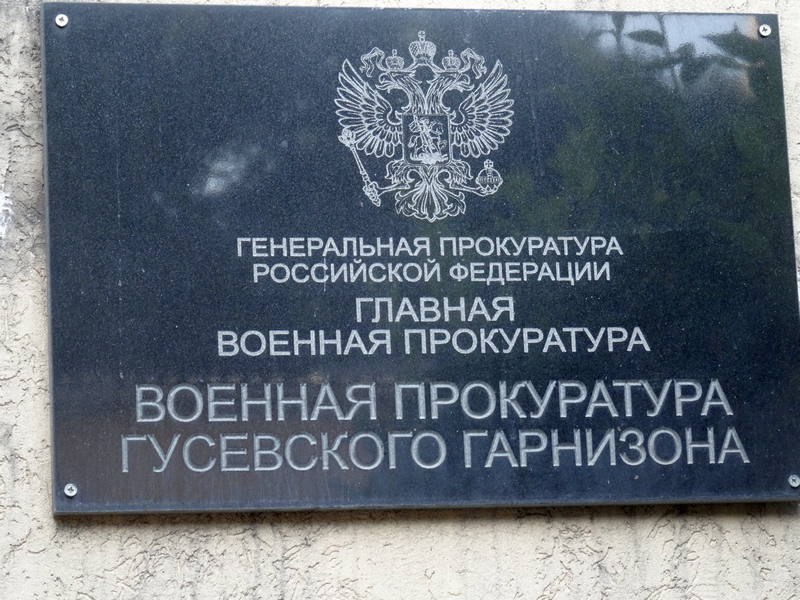 ГЕНЕРАЛЬНАЯ ПРОКУРАТУРА
РОССИЙСКОЙ ФЕДЕРАЦИИ
ГЛАВНАЯ
ВОЕННАЯ ПРОКУРАТУРА
ВОЕННАЯ ПРОКУРАТУРА
ГУСЕВСКОГО ГАРНИЗОНА